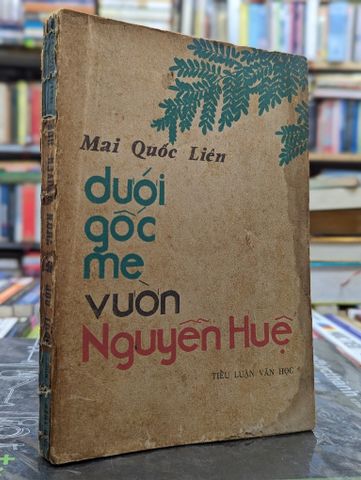 Mai Quốc Liên
dưới
gốc
me
vườn
Nguyễn Huệ
TIỂU LUẬN VĂN HỌC